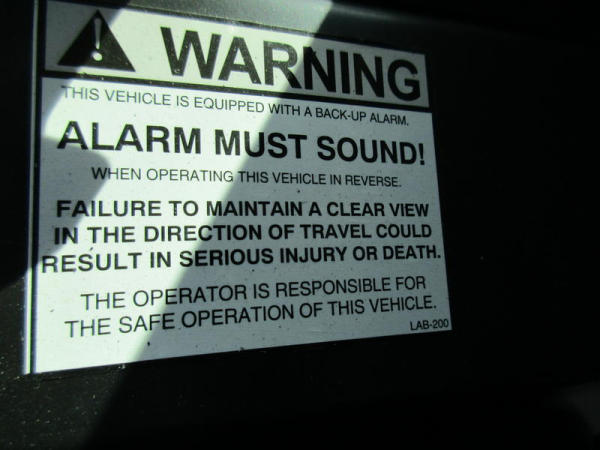 WARNING
THIS VEHICLE IS EQUIPPED WITH A BACK-UP ALARM.
ALARM MUST SOUND!
WHEN OPERATING THIS VEHICLE IN REVERSE.
FAILURE TO MAINTAIN A CLEAR VIEW
IN THE DIRECTION OF TRAVEL COULD
RESULT IN SERIOUS INJURY OR DEATH.
THE OPERATOR IS RESPONSIBLE FOR
THE SAFE OPERATION OF THIS VEHICLE.
LAB-200